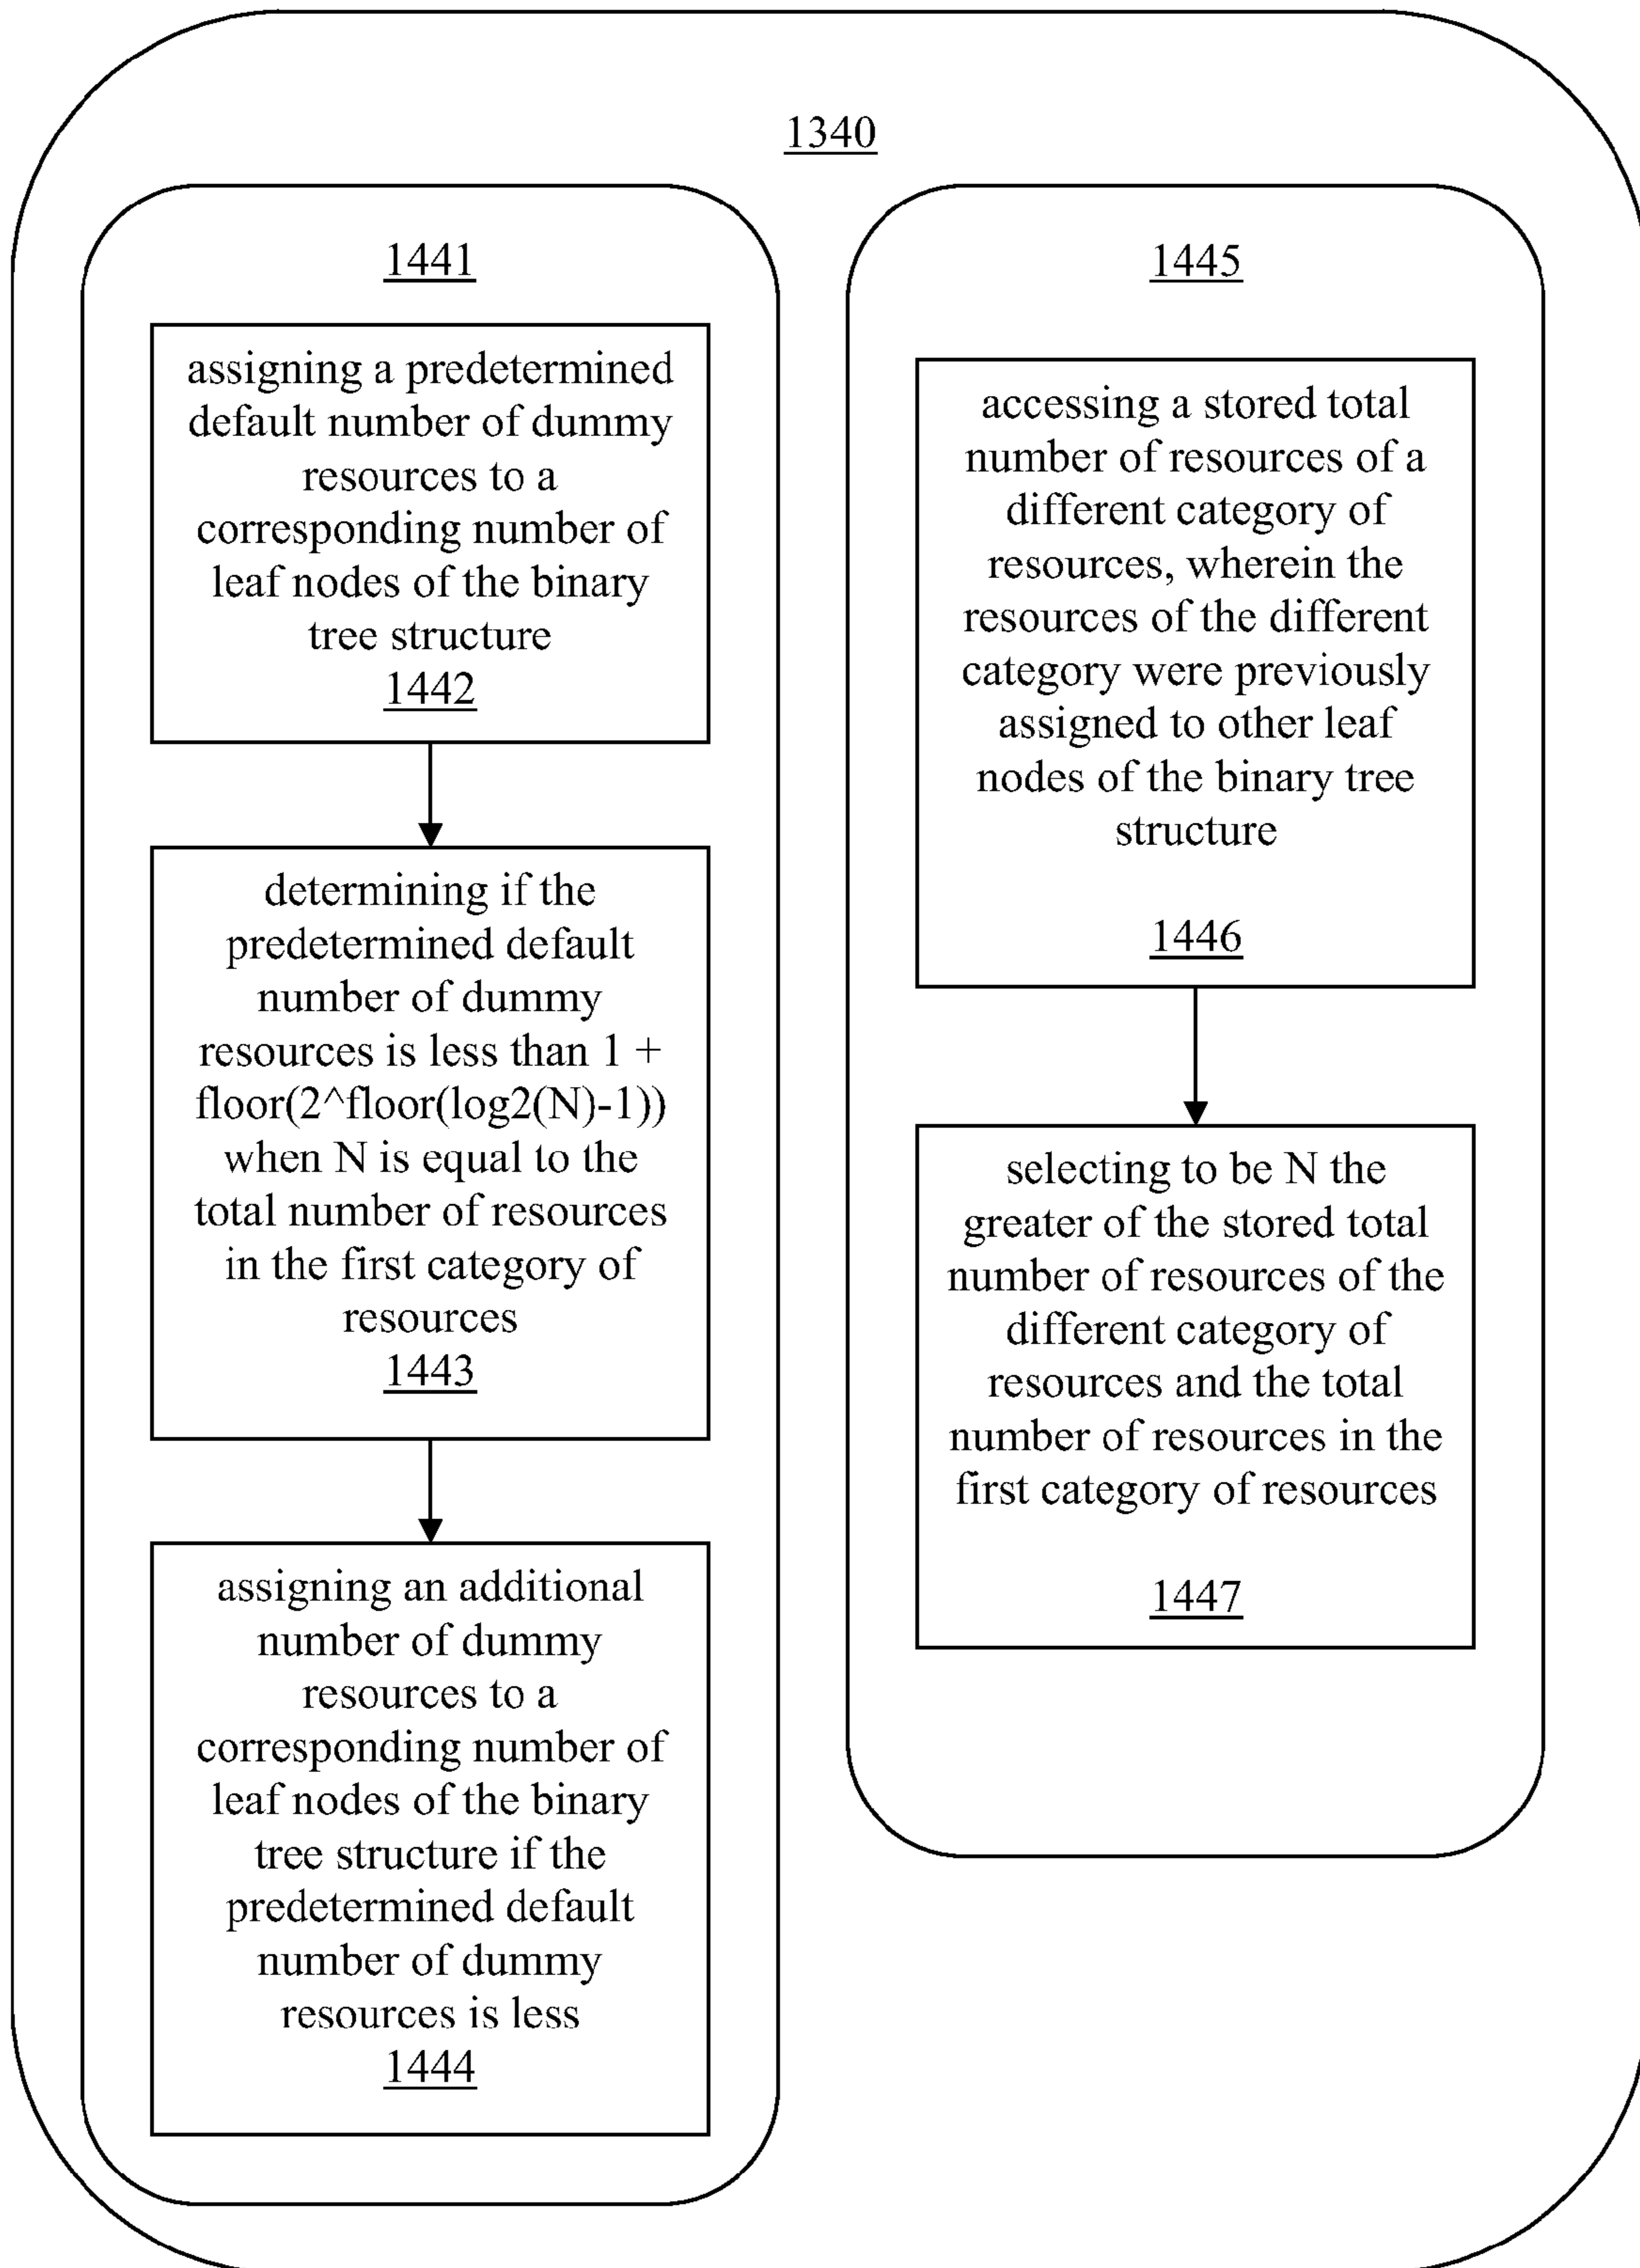 1340
1441
assigning a predetermined
default number of dummy
resources to a
corresponding number of
leaf nodes of the binary
tree structure
1442
determining if the
predetermined default
number of dummy
resources is less than 1 +
floor(2^floor(log2(N)-1))
when N is equal to the
total number of resources
in the first category of
resources
1443
assigning an additional
number of dummy
resources to a
corresponding number of
leaf nodes of the binary
tree structure if the
predetermined default
number of dummy
resources is less
1444
1445
accessing a stored total
number of resources of a
different category of
resources, wherein the
resources of the different
category were previously
assigned to other leaf
nodes of the binary tree
structure
1446
selecting to be N the
greater of the stored total
number of resources of the
different category of
resources and the total
number of resources in the
first category of resources
1447